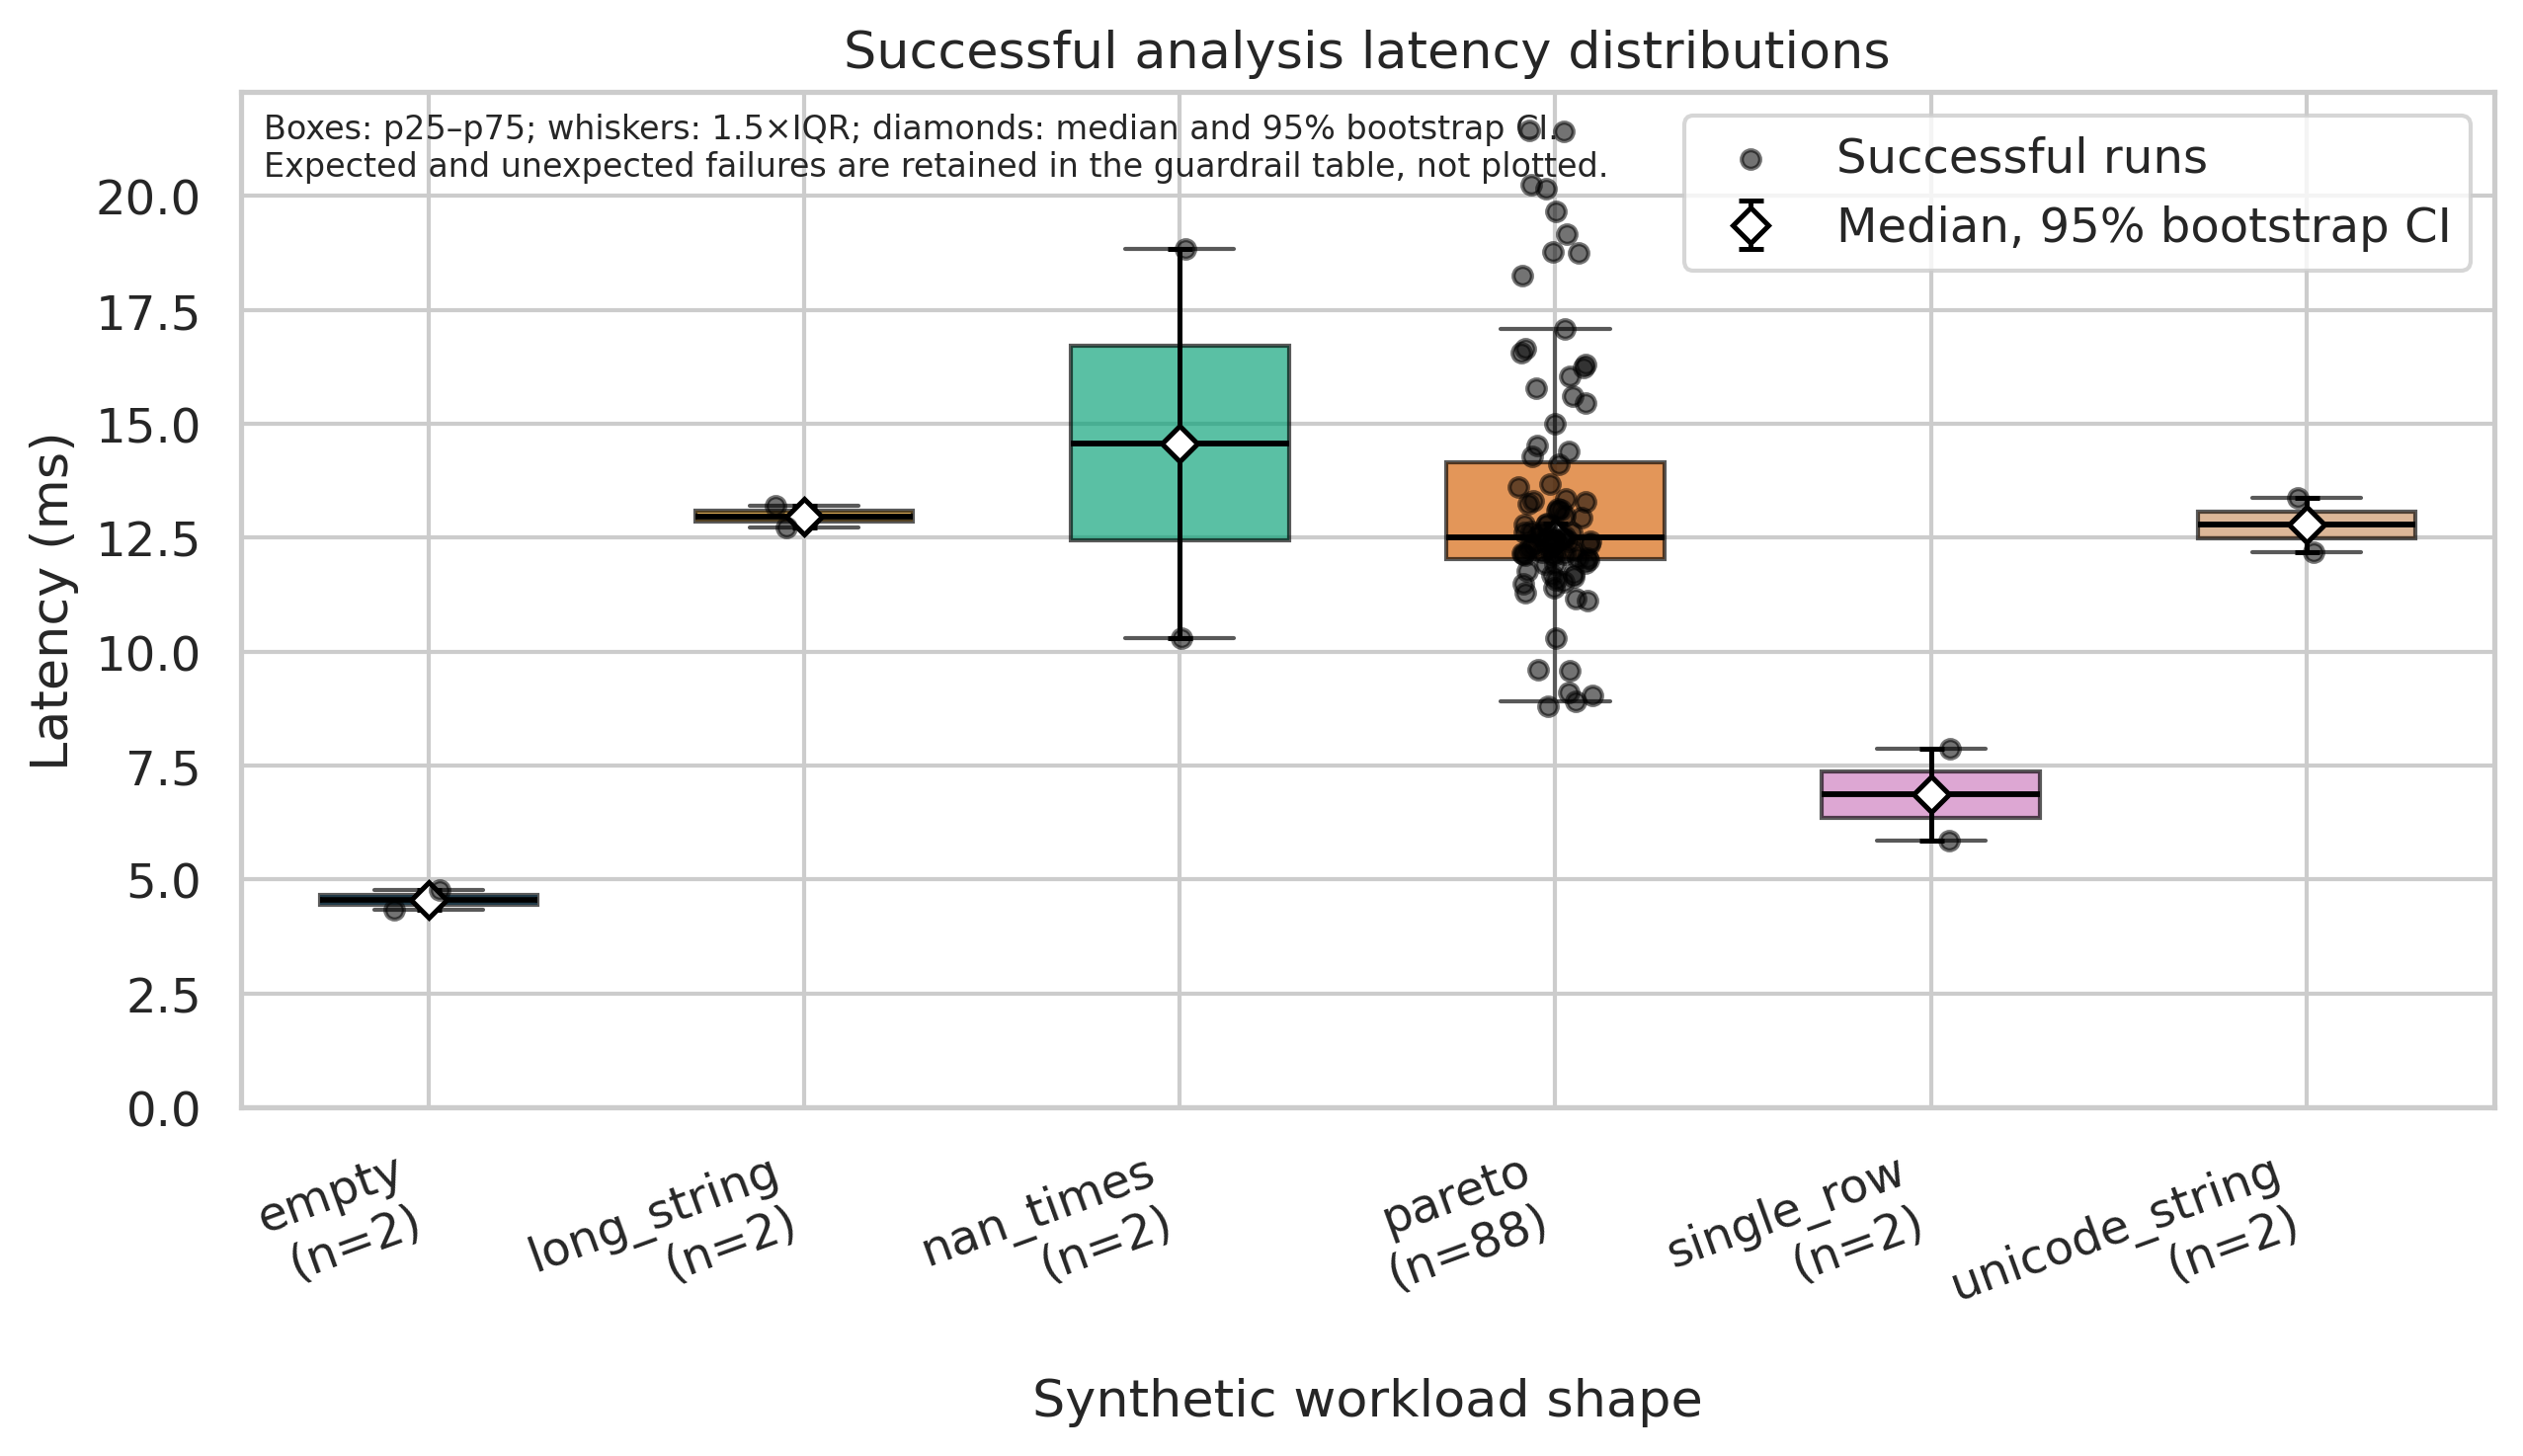 Successful analysis latency distributions
Boxes: p25–p75; whiskers: 1.5×IQR; diamonds: median and 95% bootstrap CI.
Expected and unexpected failures are retained in the guardrail table, not plotted.
Successful runs
Median, 95% bootstrap CI
Latency (ms)
20.0
17.5
15.0
12.5
10.0
7.5
5.0
2.5
0.0
empty
(n=2)
long_string
(n=2)
nan_times
(n=2)
pareto
(n=88)
single_row
(n=2)
unicode_string
(n=2)
Synthetic workload shape